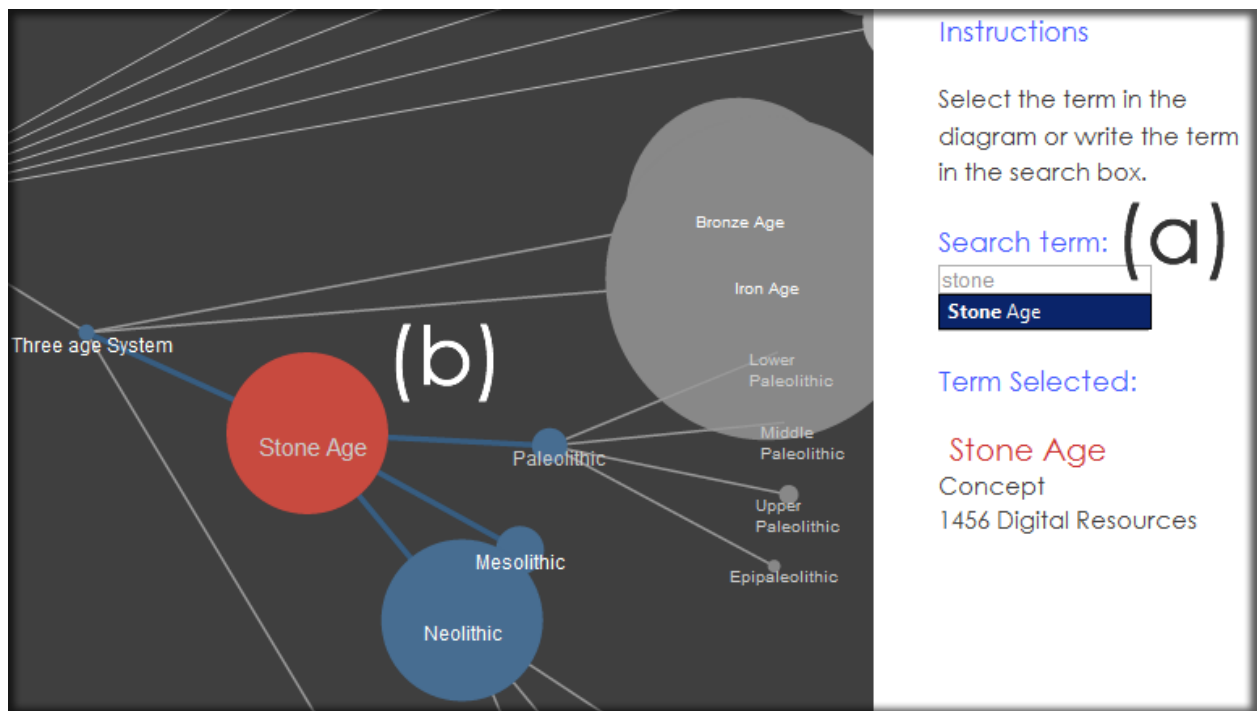 Instructions
Select the term in the
diagram or write the term
in the search box.
Search term:
(a)
stone
Stone Age
Term Selected:
Stone Age
Concept
1456 Digital Resources
Bronze Age
Iron Age
Three age System
(b)
Lower
Paleolithic
Stone Age
Middle
Paleolithic
Paleolithic
Upper
Paleolithic
Mesolithic
Epipaleolithic
Neolithic